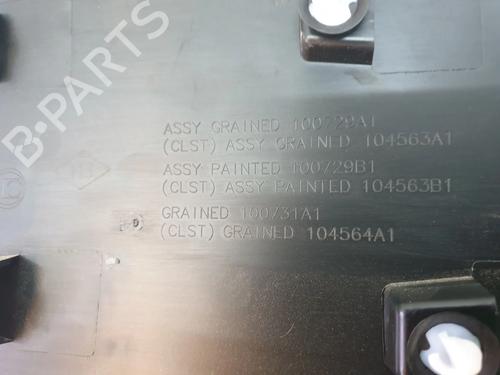 B-PARTS
ASSY GRAINED 100729A1
(CLST) ASSY GRAINED 104563A1
ASSY PAINTED 100729B1
(CLST) ASSY PAINTED 104563B1
GRAINED 100731A1
(CLST) GRAINED 104564A1